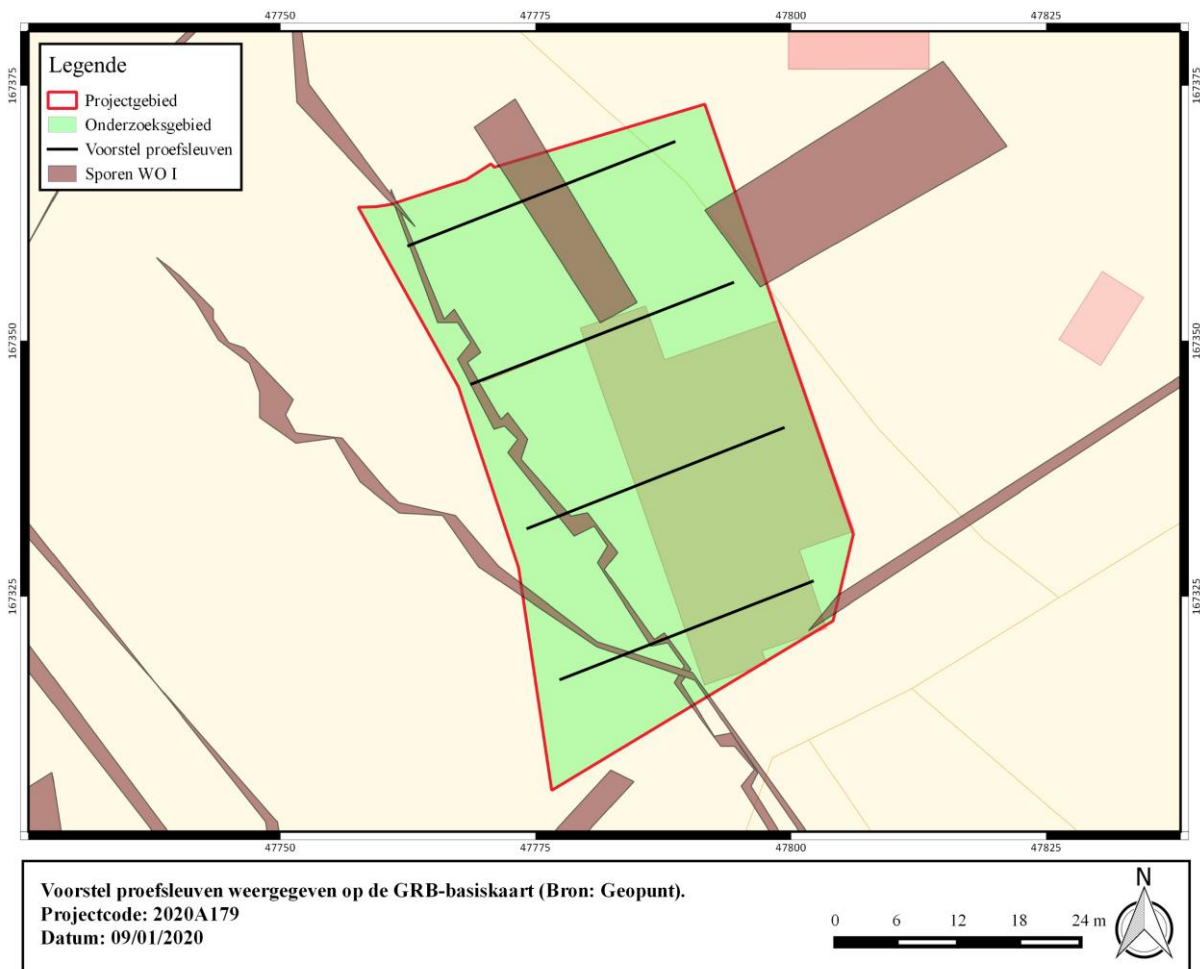 47750 47775 47800 47825
167375 167375
Legende
Projectgebied
Onderzoeksgebied
Voorstel proefsleuven
Sporen WO I
167350 167350
167325 167325
47750 47775 47800 47825
Voorstel proefsleuven weergegeven op de GRB-basiskaart (Bron: Geopunt).
Projectcode: 2020A179
Datum: 09/01/2020
0 6 12 18 24 m
N